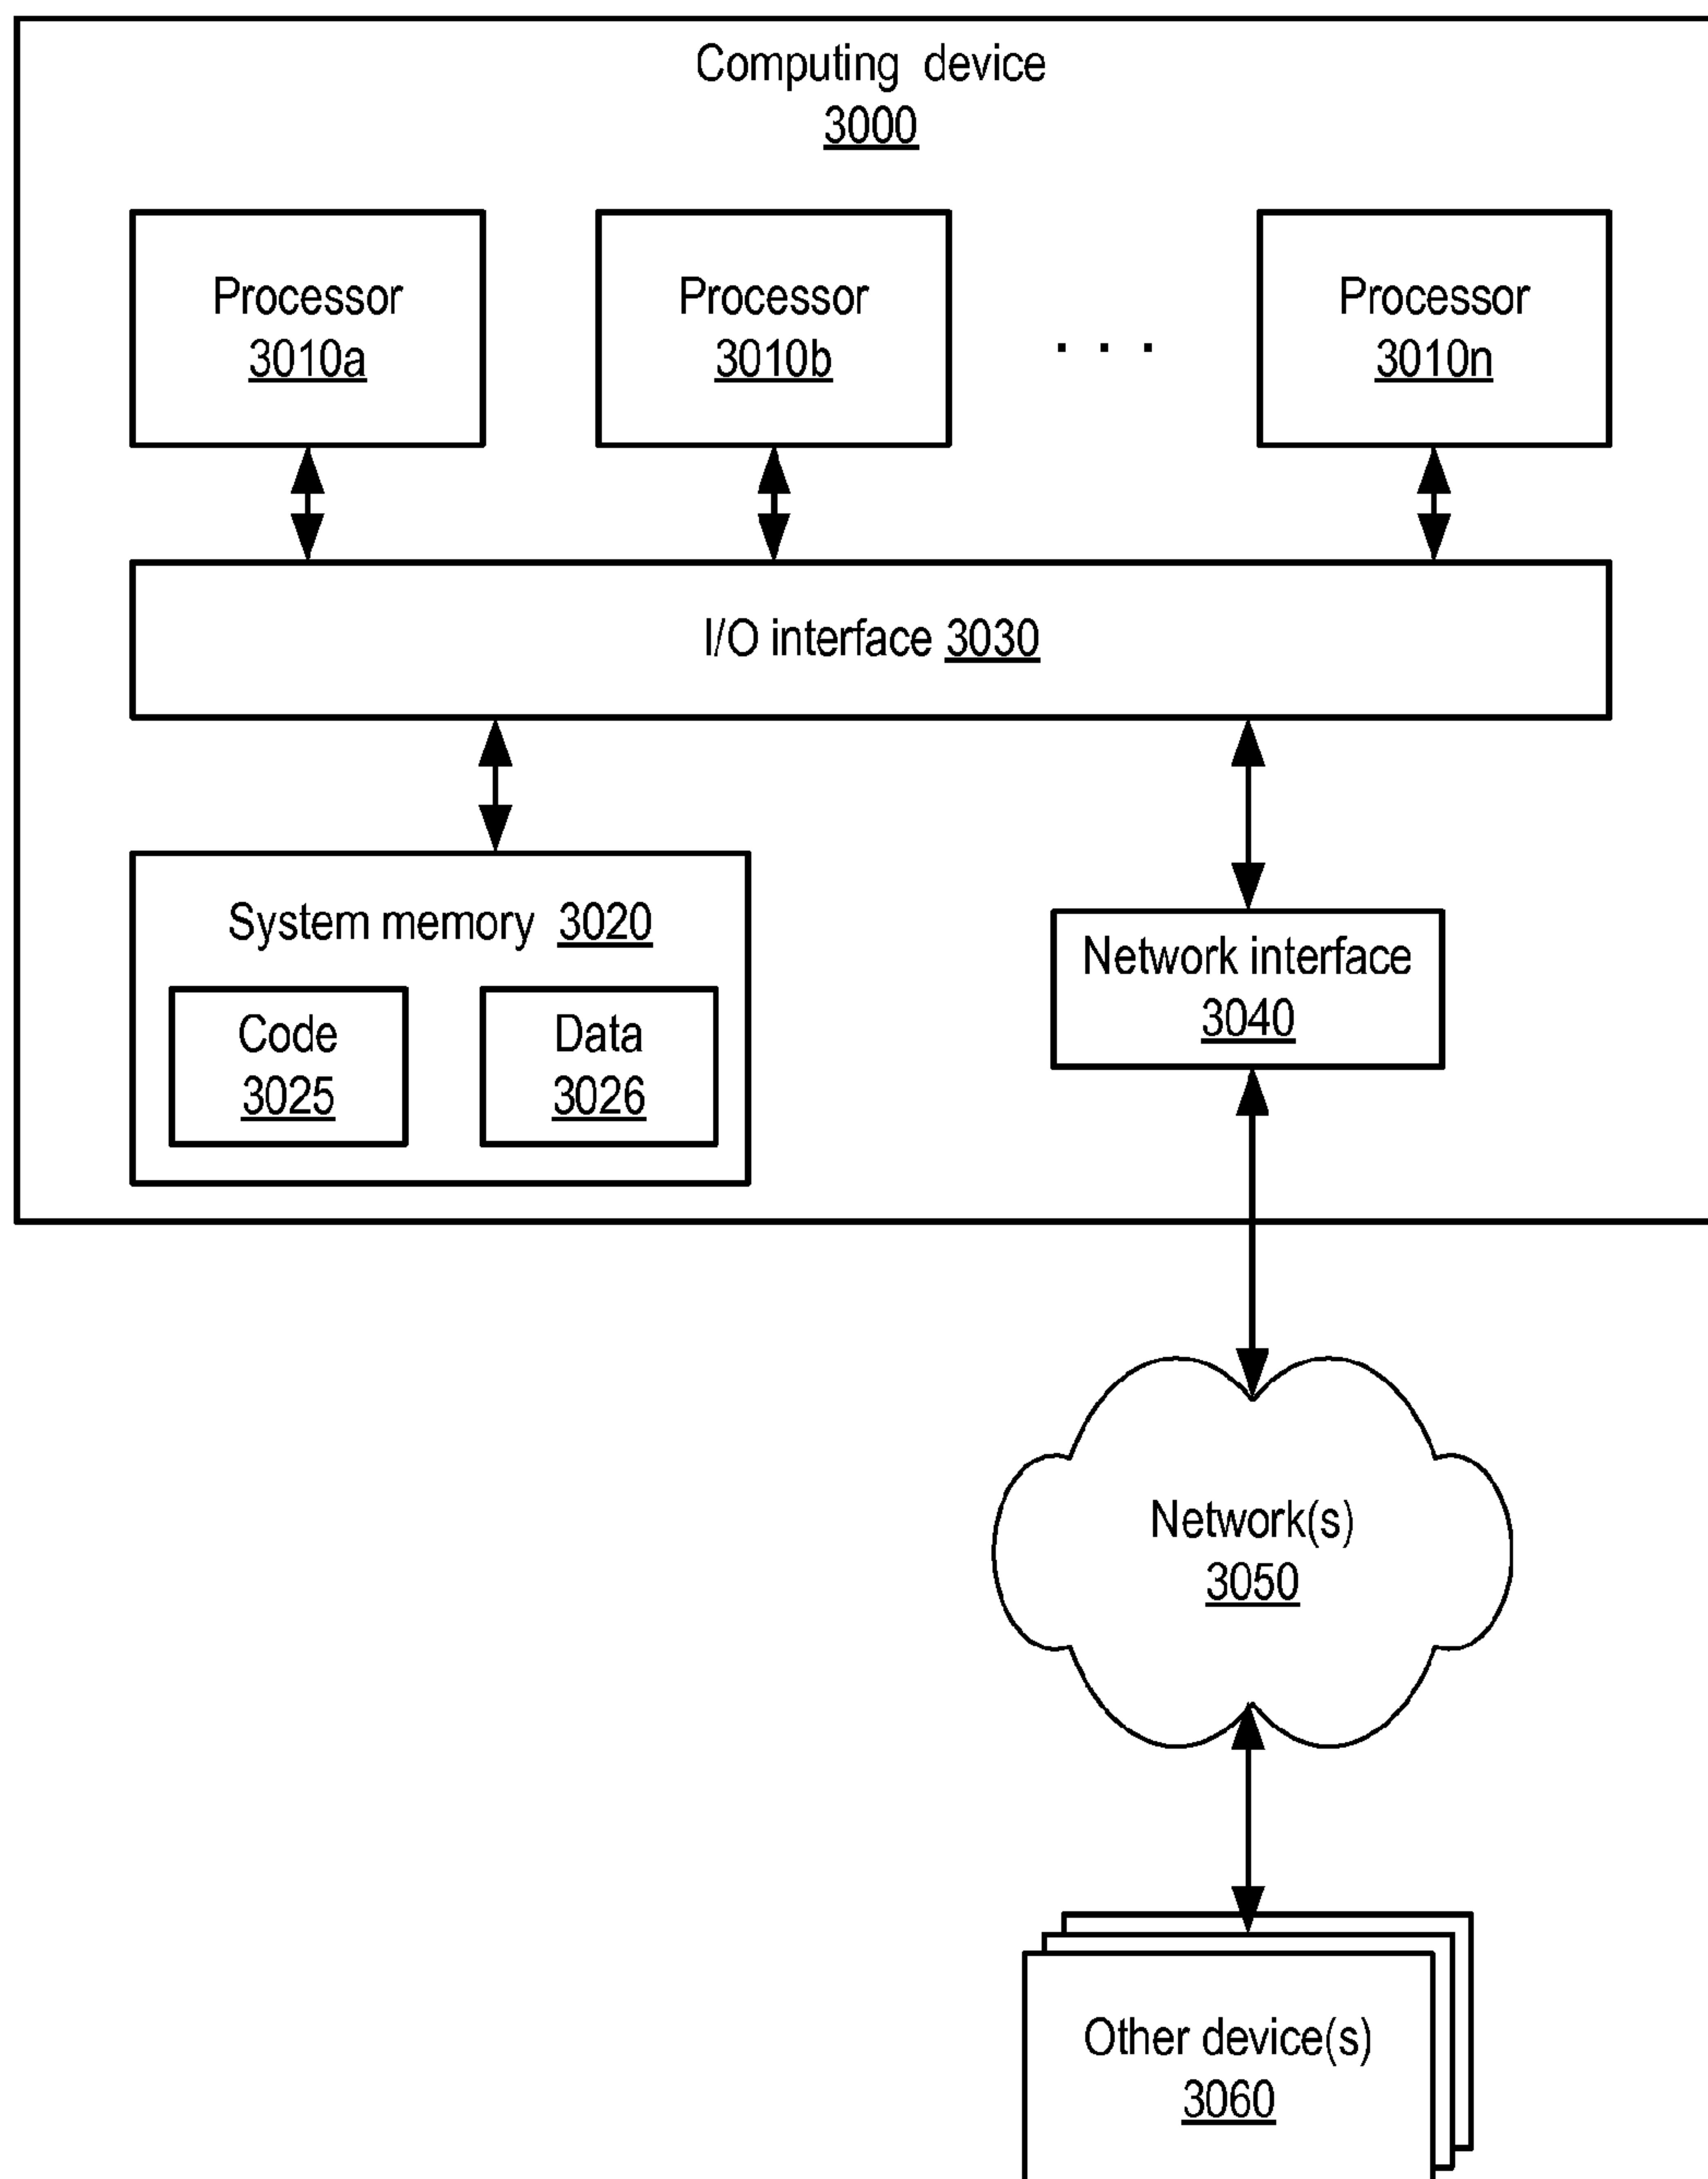 Computing device
3000
Processor
3010a
Processor
3010b
. . .
Processor
3010n
I/O interface 3030
System memory 3020
Code
3025
Data
3026
Network interface
3040
Network(s)
3050
Other device(s)
3060